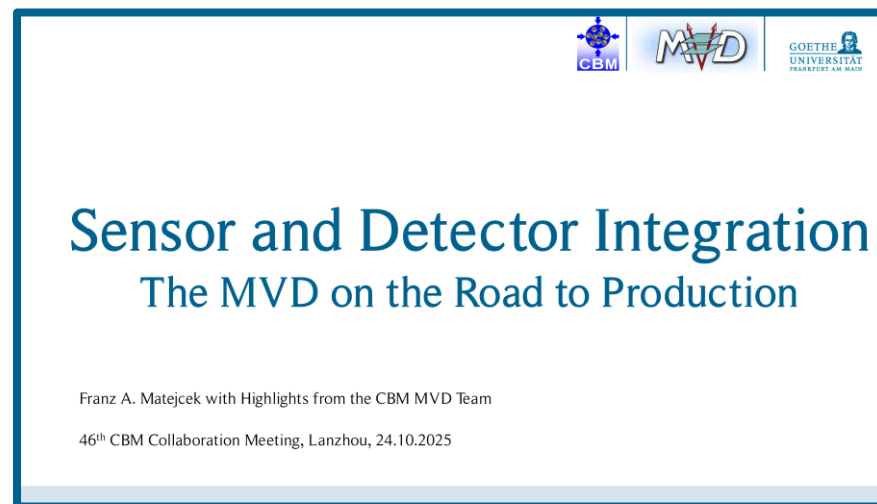 CBM
MVD
GOETHE
UNIVERSITÄT
FRANKFURT AM MAIN
Sensor and Detector Integration
The MVD on the Road to Production
Franz A. Matejcek with Highlights from the CBM MVD Team
46th CBM Collaboration Meeting, Lanzhou, 24.10.2025